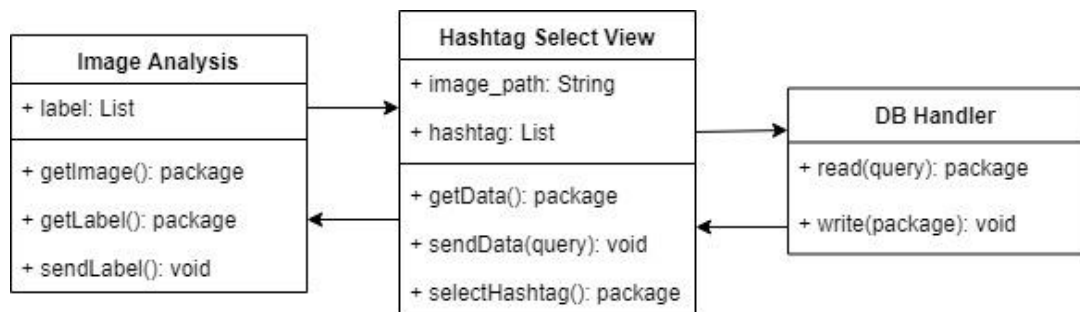 Image Analysis
+ label: List
+ getImage(): package
+ getLabel(): package
+ sendLabel(): void
Hashtag Select View
+ image_path: String
+ hashtag: List
+ getData(): package
+ sendData(query): void
+ selectHashtag(): package
DB Handler
+ read(query): package
+ write(package): void